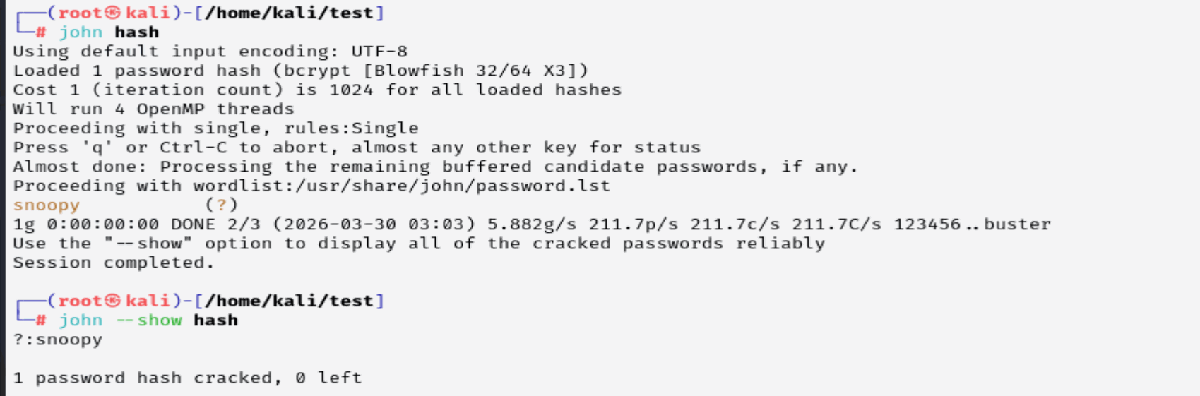 ┌──(root㉿kali)-[/home/kali/test]
└─# john hash
Using default input encoding: UTF-8
Loaded 1 password hash (bcrypt [Blowfish 32/64 X3])
Cost 1 (iteration count) is 1024 for all loaded hashes
Will run 4 OpenMP threads
Proceeding with single, rules:Single
Press 'q' or Ctrl-C to abort, almost any other key for status
Almost done: Processing the remaining buffered candidate passwords, if any.
Proceeding with wordlist:/usr/share/john/password.lst
snoopy           (?)
1g 0:00:00:00 DONE 2/3 (2026-03-30 03:03) 5.882g/s 211.7p/s 211.7c/s 211.7C/s 123456..buster
Use the "--show" option to display all of the cracked passwords reliably
Session completed.
┌──(root㉿kali)-[/home/kali/test]
└─# john --show hash
?:snoopy
1 password hash cracked, 0 left